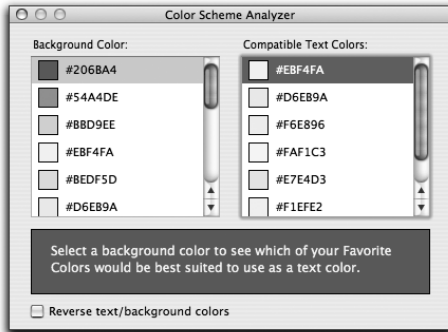 Color Scheme Analyzer
Background Color:
#206BA4
#54A4DE
#BBD9EE
#EBF4FA
#BEDF5D
#D6EB9A
Compatible Text Colors:
#EBF4FA
#D6EB9A
#F6E896
#FAF1C3
#E7E4D3
#F1EFE2
Select a background color to see which of your Favorite
Colors would be best suited to use as a text color.
Reverse text/background colors